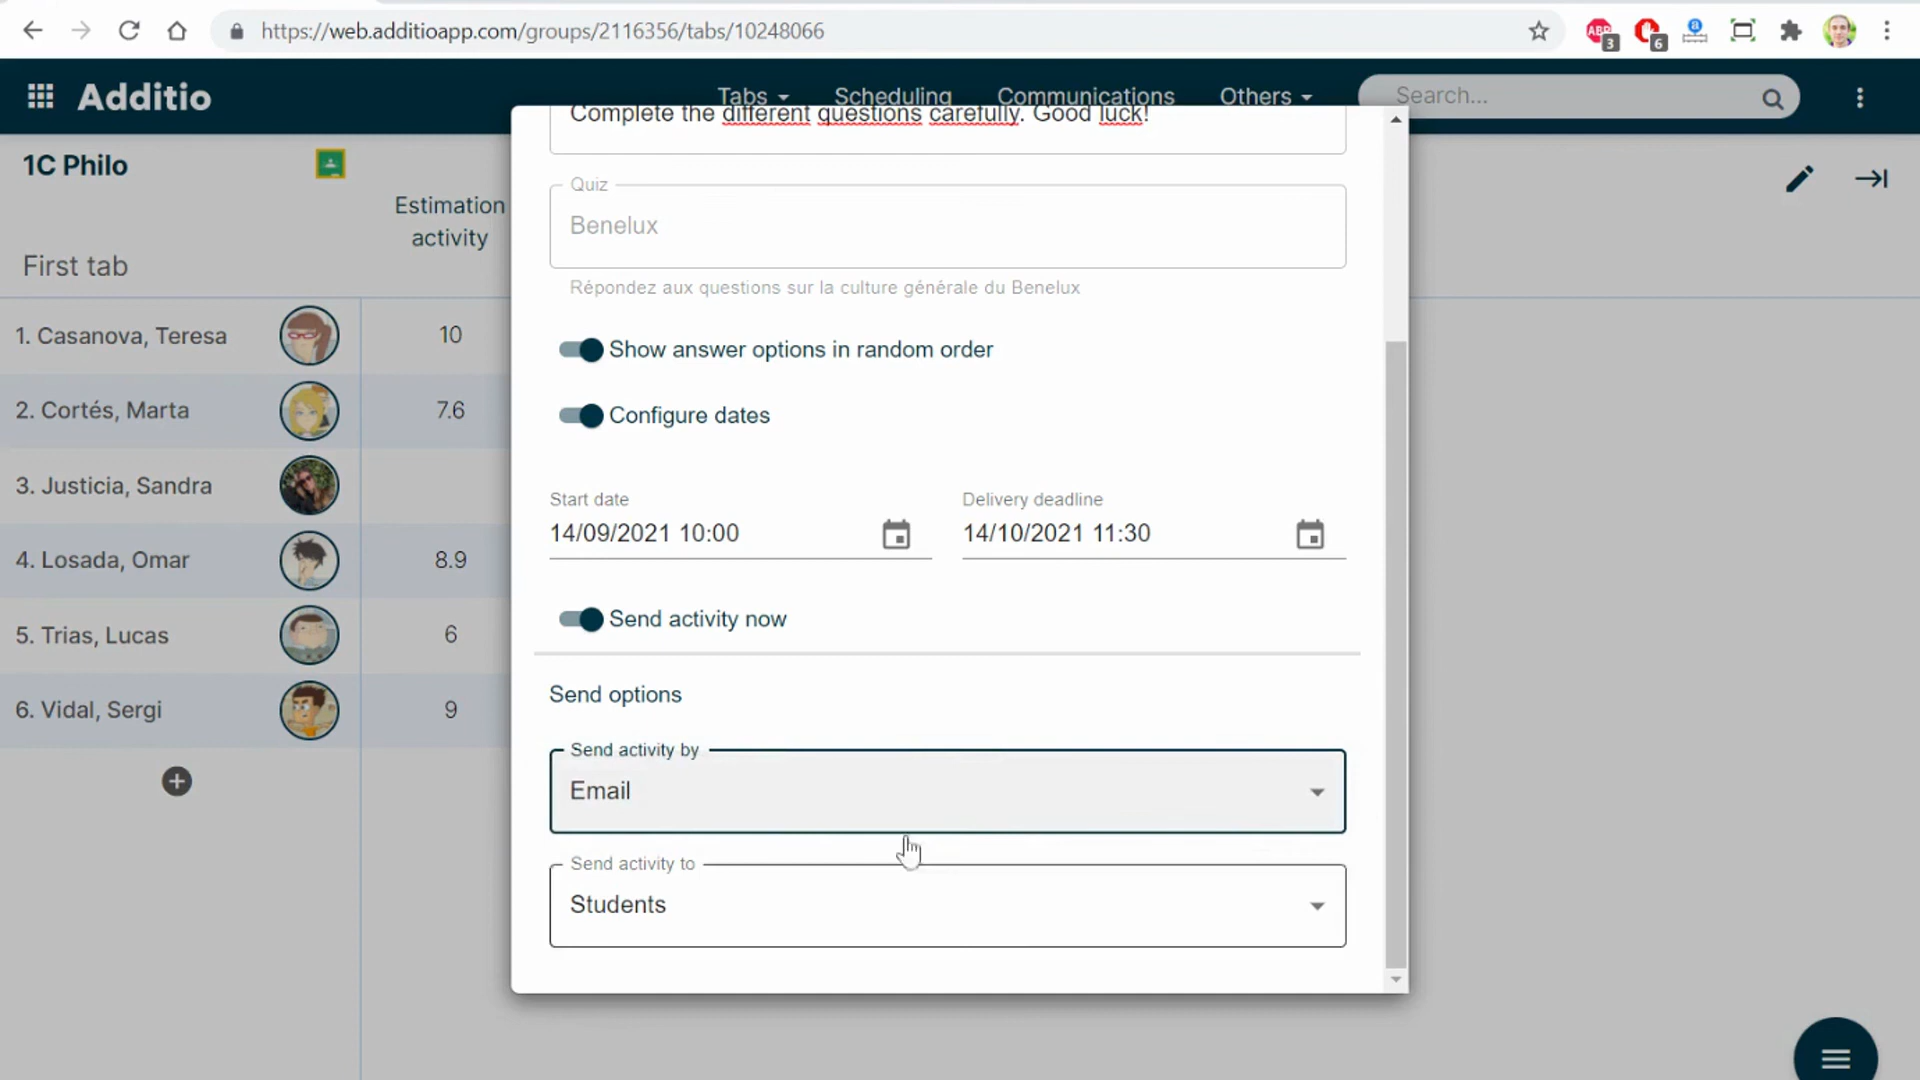 https://web.additioapp.com/groups/2116356/tabs/10248066
ABP 3 6 a
Additio
Tabs Scheduling Communications Others Search...
Complete the different questions carefully. Good luck!
1C Philo
Estimation
activity
First tab
Quiz
Benelux
Répondez aux questions sur la culture générale du Benelux
1. Casanova, Teresa 10
2. Cortés, Marta 7.6
3. Justicia, Sandra
4. Losada, Omar 8.9
5. Trias, Lucas 6
6. Vidal, Sergi 9
Show answer options in random order
Configure dates
Start date
14/09/2021 10:00
Delivery deadline
14/10/2021 11:30
Send activity now
Send options
Send activity by
Email
Send activity to
Students